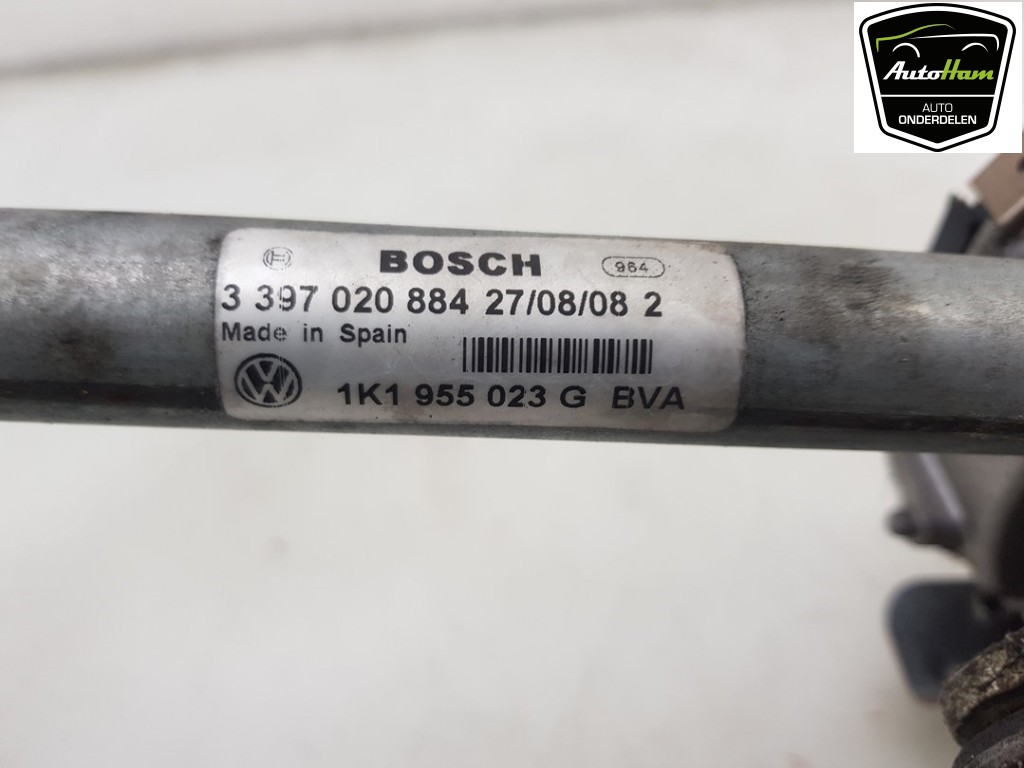 AutoHam
AUTO
ONDERDELEN
BOSCH 964
3 397 020 884 27/08/08 2
Made in Spain
1K1 955 023 G BVA